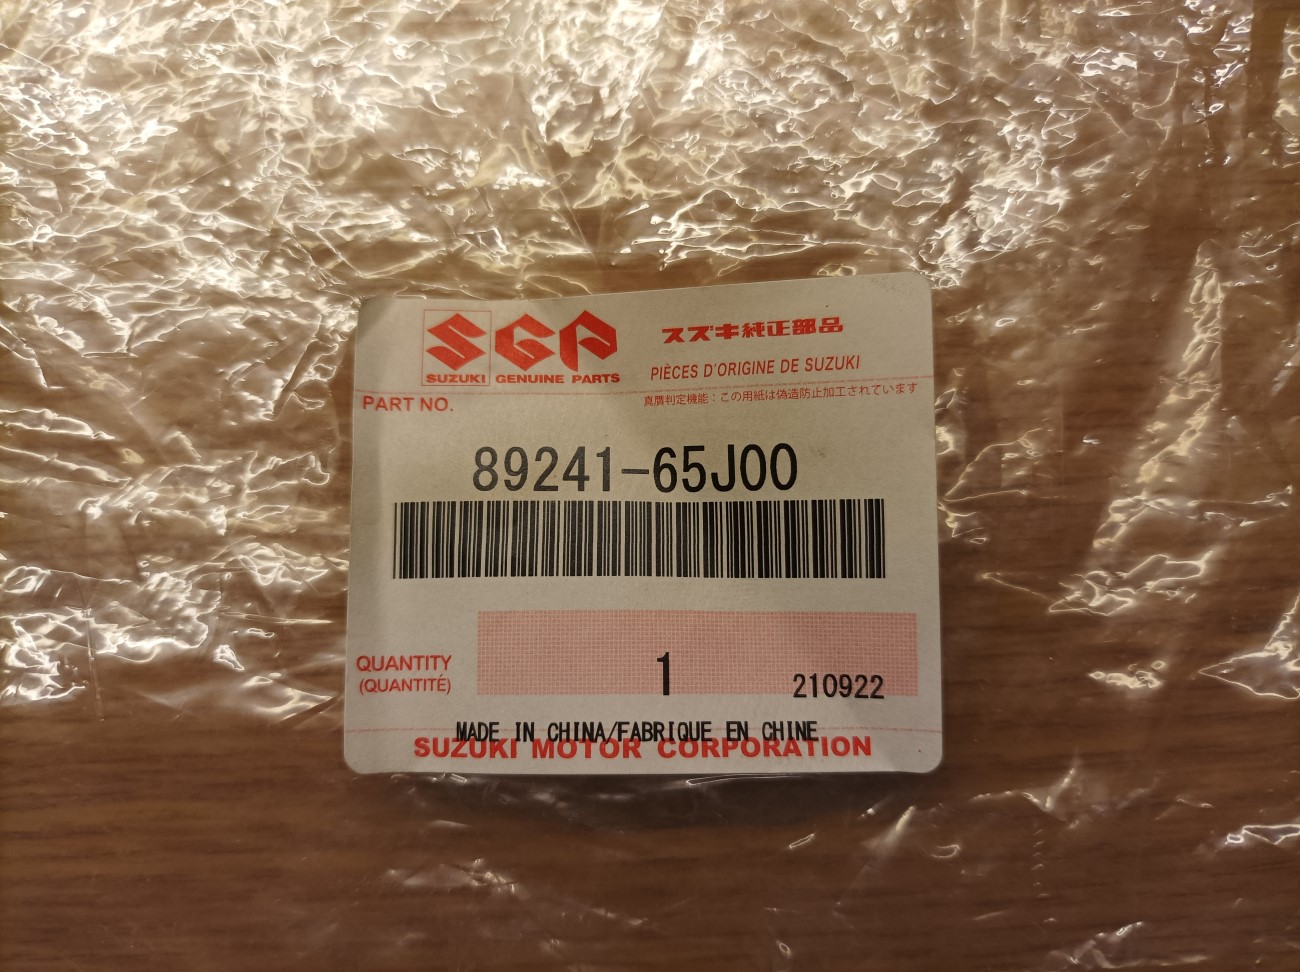 SGP
SUZUKI GENUINE PARTS
スズキ純正部品
PIÈCES D'ORIGINE DE SUZUKI
PART NO.
真贋判定機能:この用紙は偽造防止加工されています
89241-65J00
QUANTITY
(QUANTITÉ)
1
210922
MADE IN CHINA/FABRIQUE EN CHINE
SUZUKI MOTOR CORPORATION